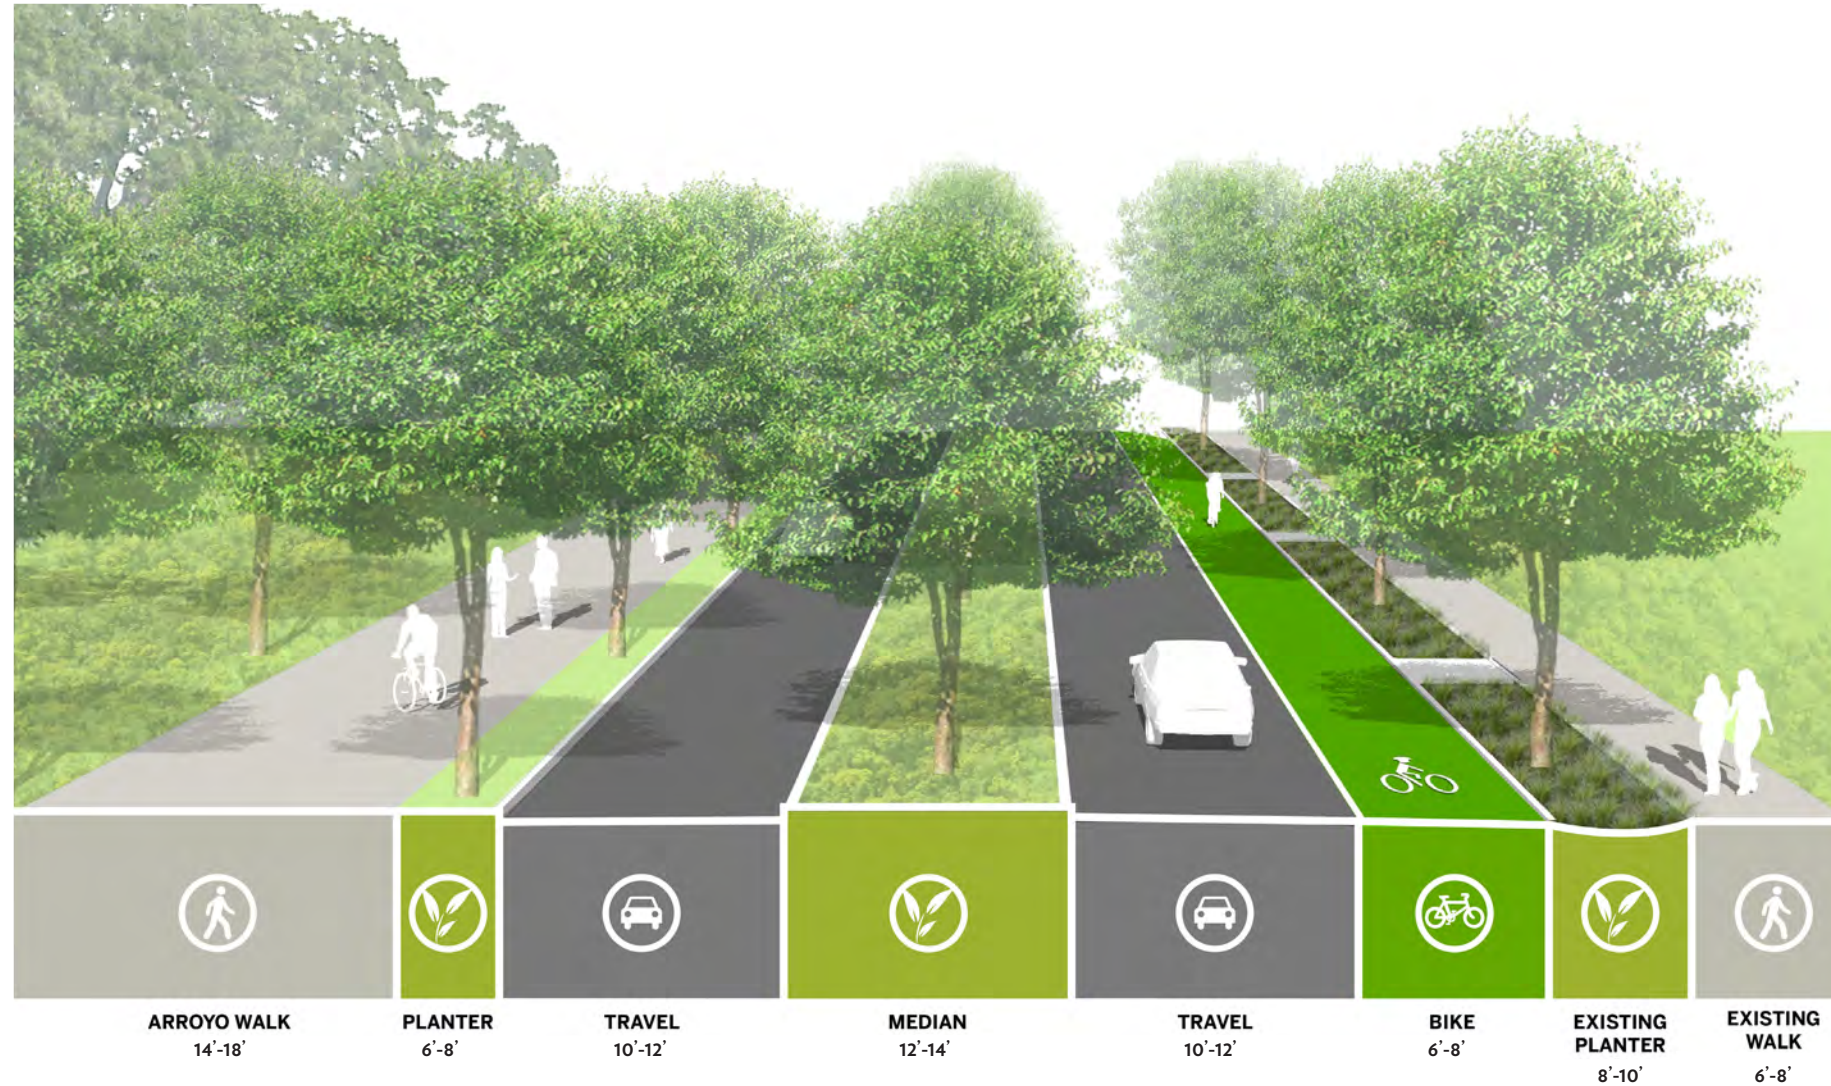 ARROYO WALK
14’-18’
PLANTER
6’-8’
TRAVEL
10’-12’
MEDIAN
12’-14’
TRAVEL
10’-12’
BIKE
6’-8’
EXISTING
PLANTER
8’-10’
EXISTING
WALK
6’-8’